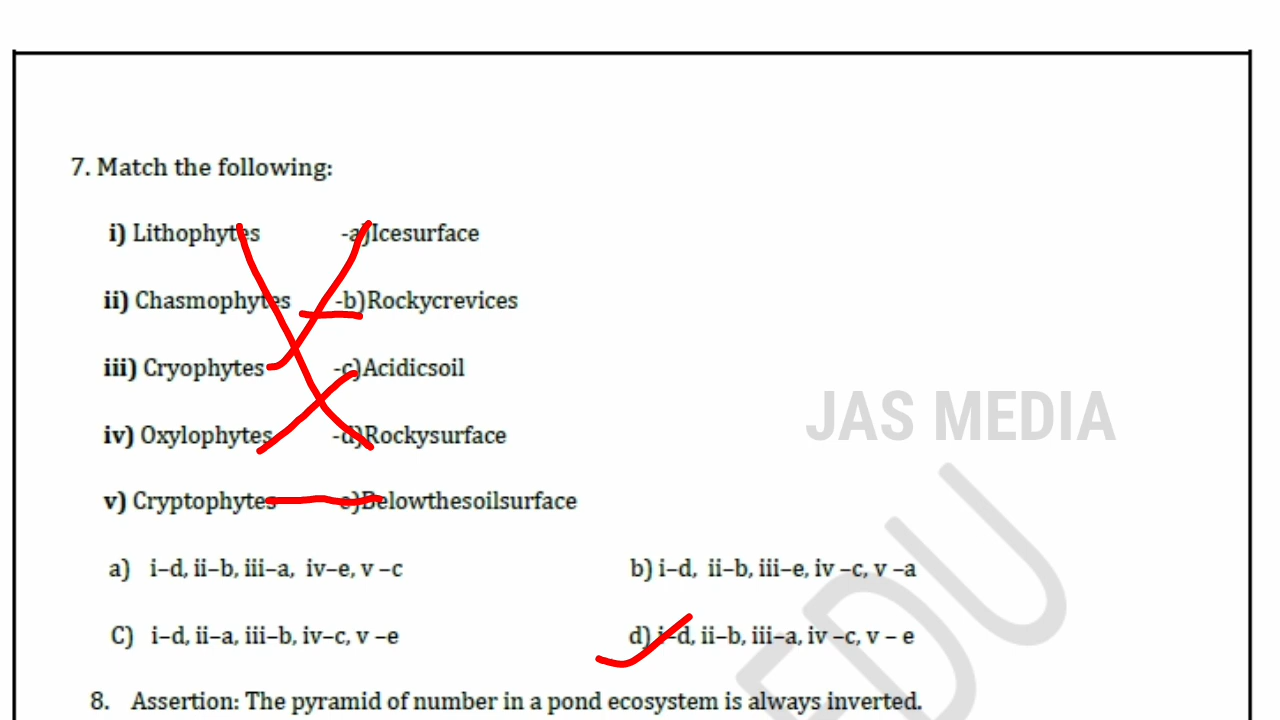 7. Match the following:
i) Lithophytes -a)Icesurface
ii) Chasmophytes -b)Rockycrevices
iii) Cryophytes -c)Acidicsoil
iv) Oxylophytes -d)Rockysurface
v) Cryptophytes -e)Belowthesoilsurface
JAS MEDIA
a) i–d, ii–b, iii–a, iv–e, v –c b) i–d, ii–b, iii–e, iv –c, v –a
C) i–d, ii–a, iii–b, iv–c, v –e d) i–d, ii–b, iii–a, iv –c, v – e
EDU
8. Assertion: The pyramid of number in a pond ecosystem is always inverted.